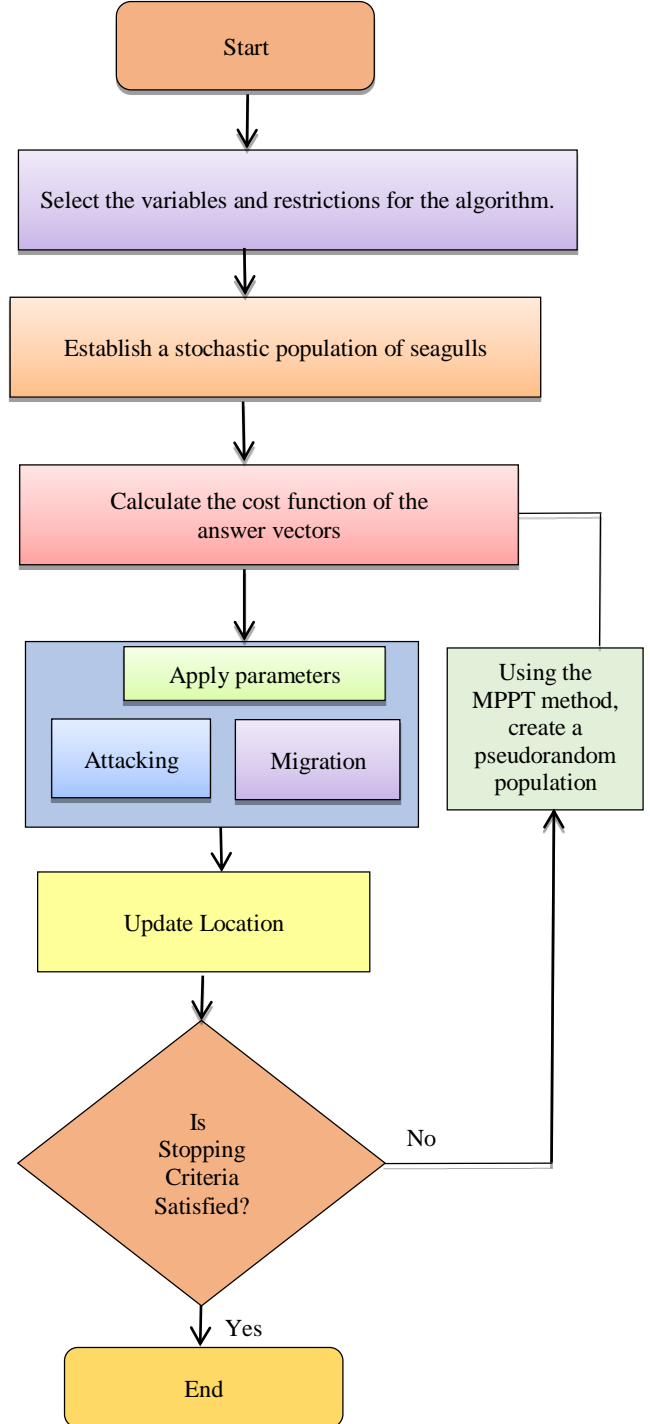 Start
Select the variables and restrictions for the algorithm.
Establish a stochastic population of seagulls
Calculate the cost function of the
answer vectors
Apply parameters
Attacking
Migration
Using the
MPPT method,
create a
pseudorandom
population
Update Location
Is
Stopping
Criteria
Satisfied?
No
Yes
End